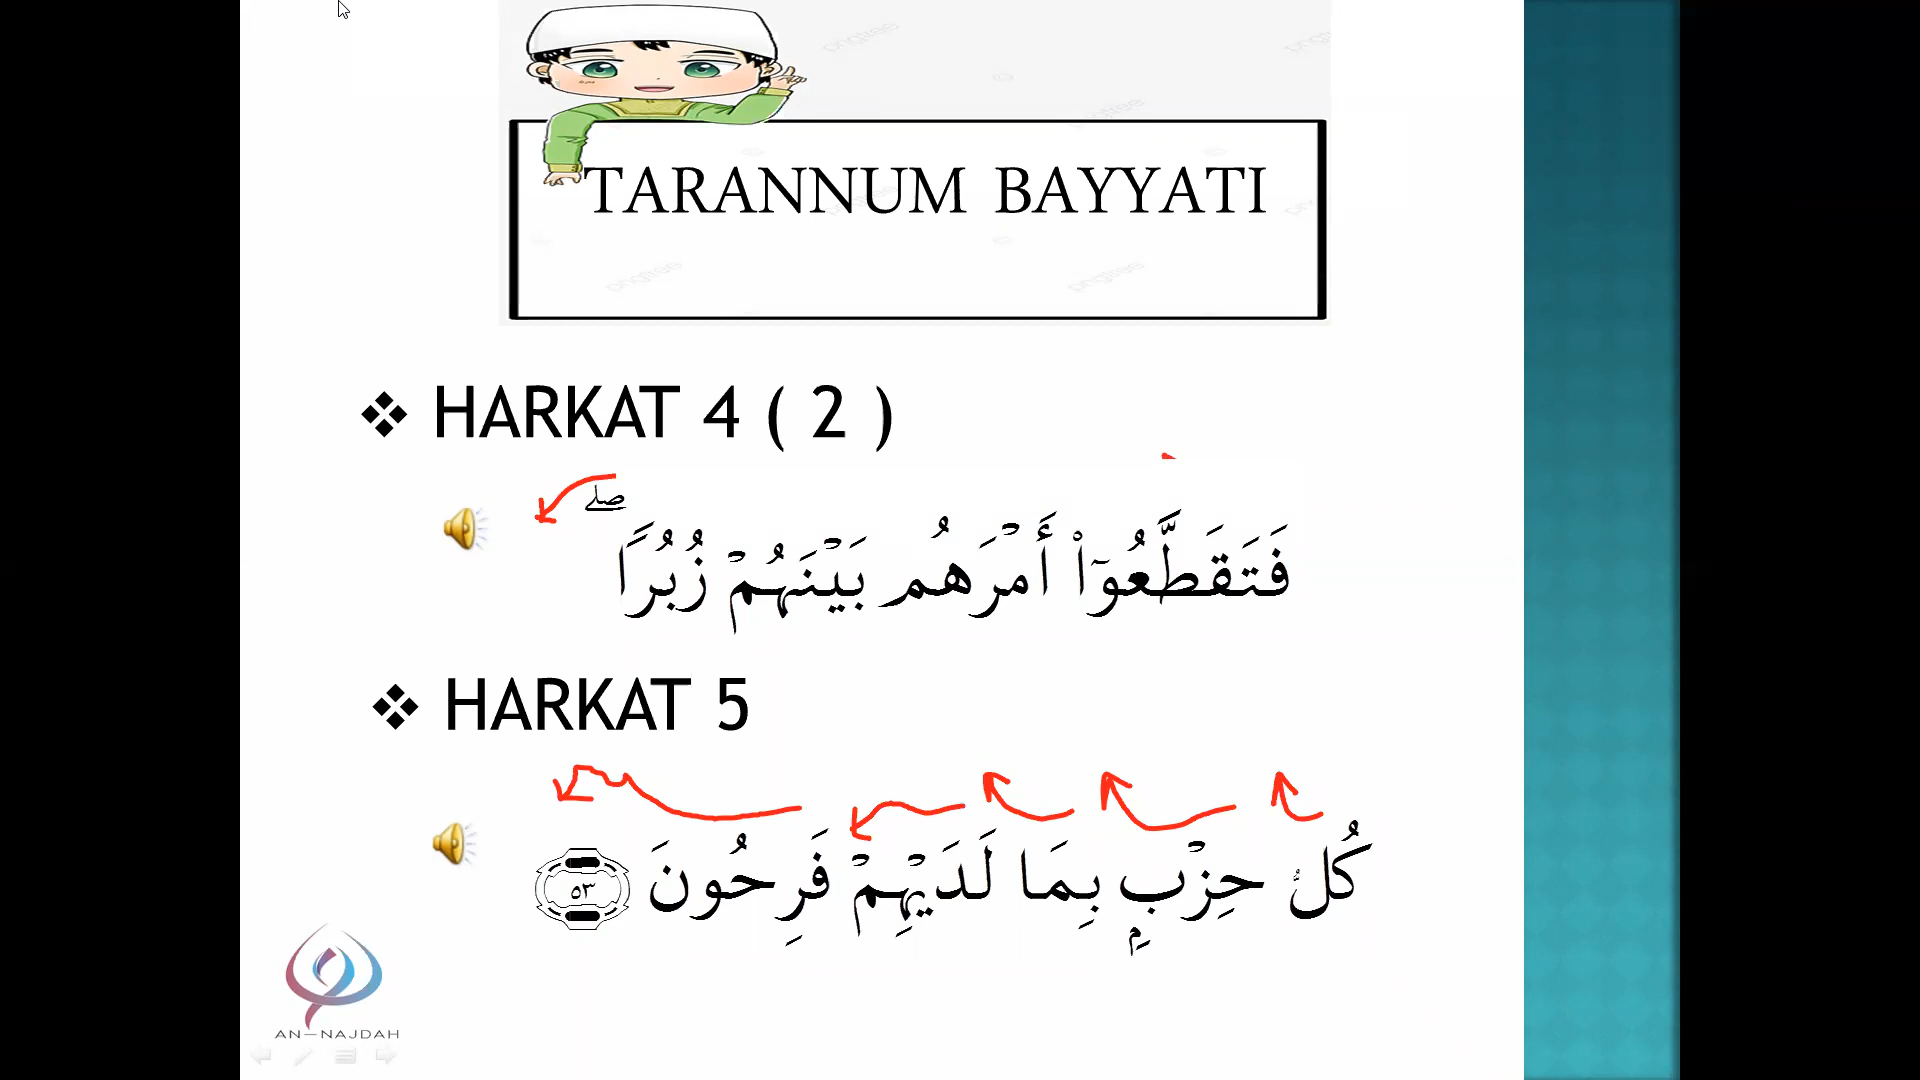 TARANNUM BAYYATI
❖ HARKAT 4 ( 2 )
فَتَقَطَّعُوٓا۟ أَمْرَهُم بَيْنَهُمْ زُبُرًا ۖ
❖ HARKAT 5
كُلُّ حِزْبٍۭ بِمَا لَدَيْهِمْ فَرِحُونَ ٥٣
AN-NAJDAH